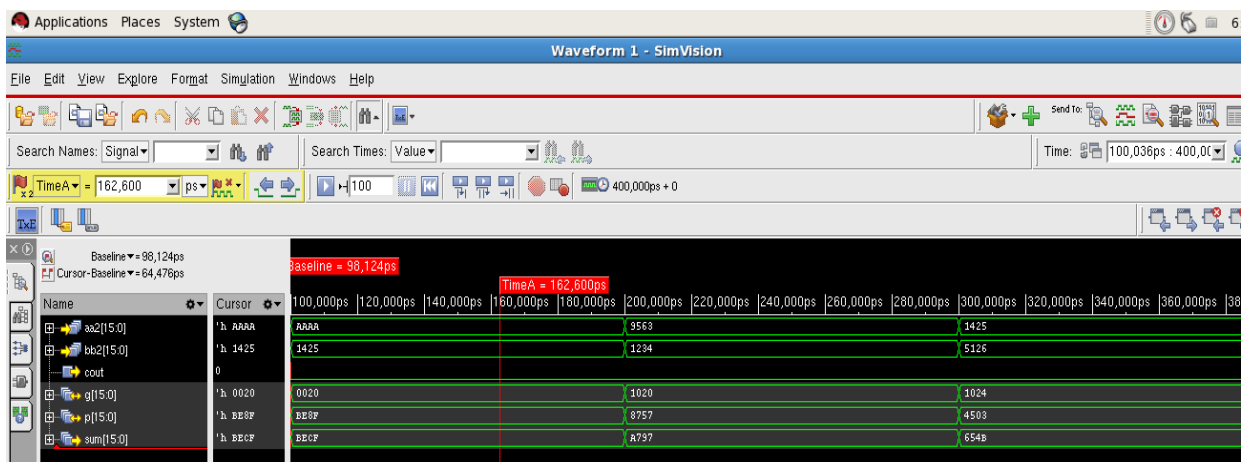 Applications Places System 6:
Waveform 1 - SimVision
File Edit View Explore Format Simulation Windows Help
TxE Send To:
Search Names: Signal Search Times: Value Time: 100,036ps : 400,00
x2 TimeA = 162,600 ps 100 400,000ps + 0
TxE
Baseline = 98,124ps
Cursor-Baseline = 64,476ps
Baseline = 98,124ps
TimeA = 162,600ps
Name Cursor 100,000ps 120,000ps 140,000ps 160,000ps 180,000ps 200,000ps 220,000ps 240,000ps 260,000ps 280,000ps 300,000ps 320,000ps 340,000ps 360,000ps 38
aa2[15:0] 'h AAAA AAAA 9563 1425
bb2[15:0] 'h 1425 1425 1234 5126
cout 0
g[15:0] 'h 0020 0020 1020 1024
p[15:0] 'h BE8F BE8F 8757 4503
sum[15:0] 'h BECF BECF A797 654B